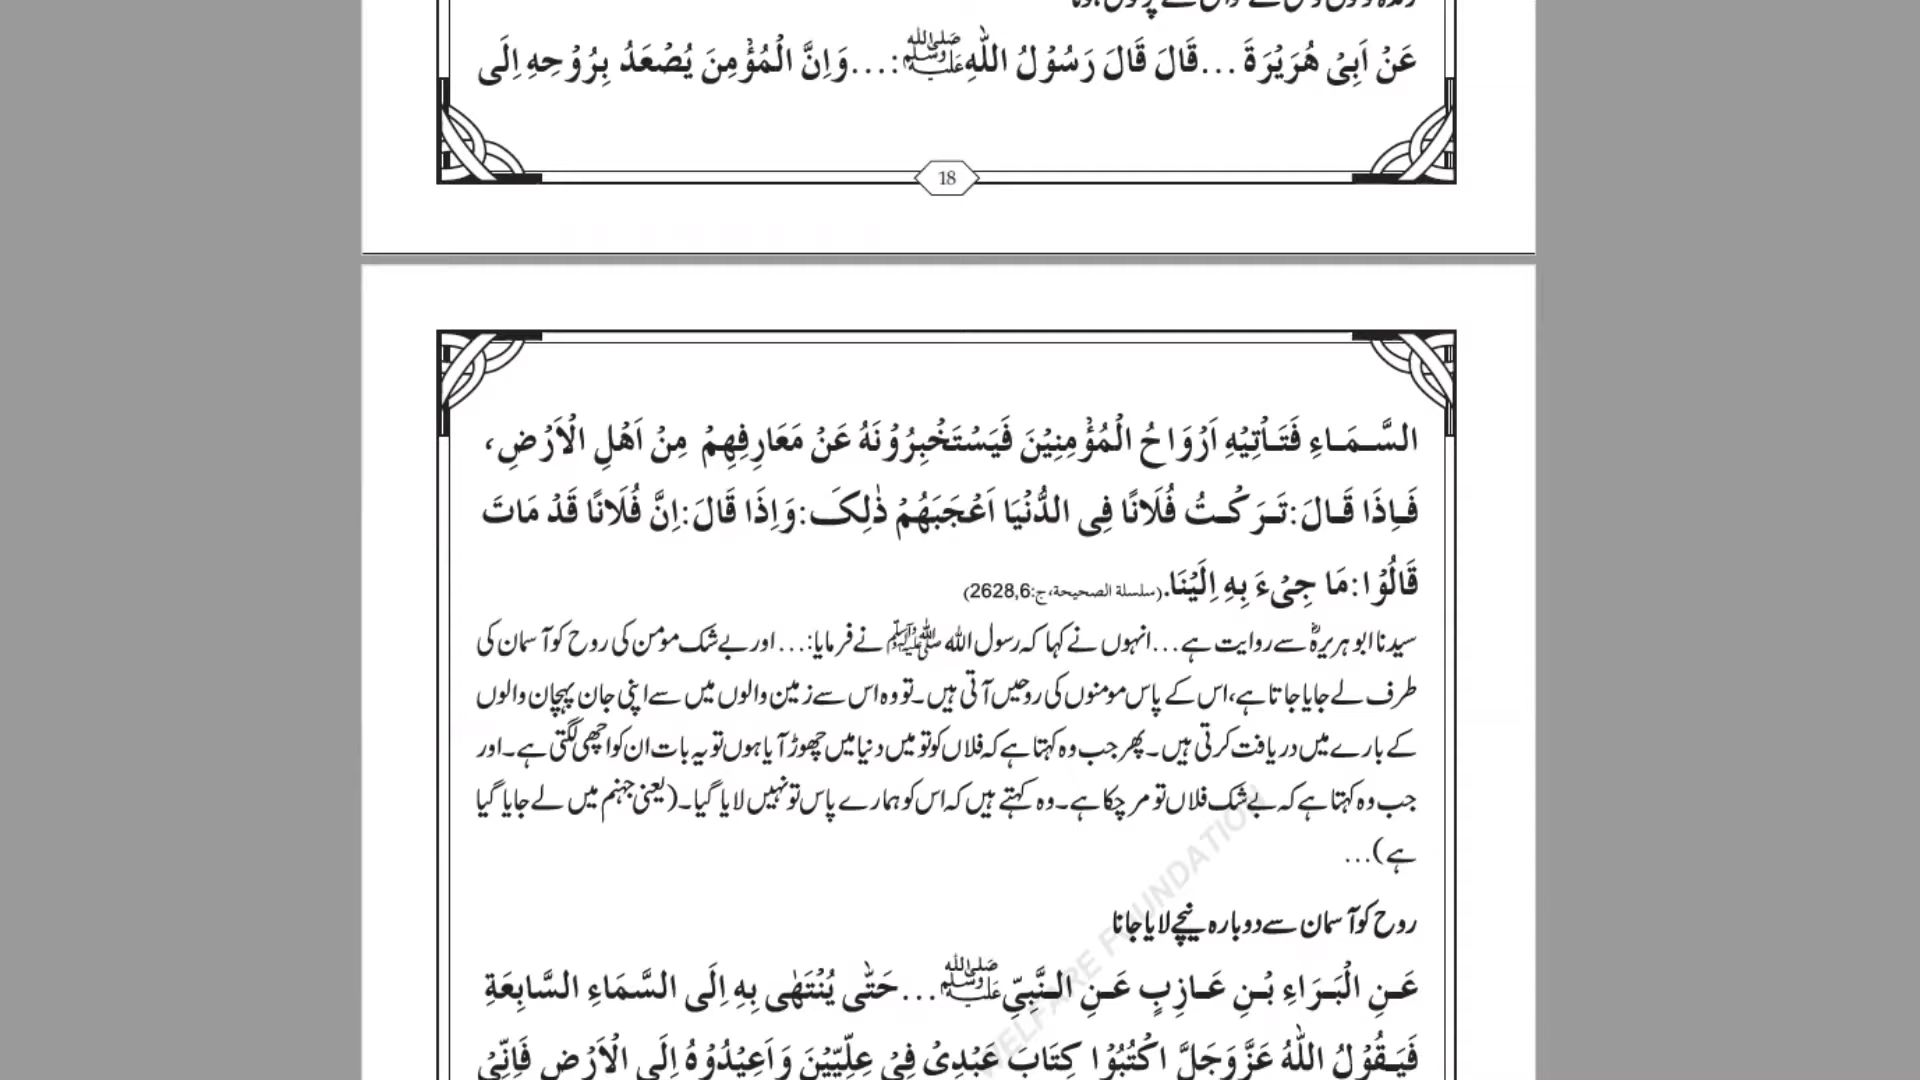 عَنْ اَبِیْ هُرَیْرَةَ ...قَالَ قَالَ رَسُوْلُ اللّٰهِ ﷺ:...وَاِنَّ الْمُؤْمِنَ یُصْعَدُ بِرُوْحِهِ اِلَی
18
السَّمَاءِ فَتَأْتِیْهِ اَرْوَاحُ الْمُؤْمِنِیْنَ فَیَسْتَخْبِرُوْنَهُ عَنْ مَعَارِفِهِمْ مِنْ اَهْلِ الْاَرْضِ،
فَاِذَا قَالَ:تَرَکْتُ فُلَانًا فِی الدُّنْیَا اَعْجَبَهُمْ ذٰلِکَ:وَاِذَا قَالَ:اِنَّ فُلَانًا قَدْ مَاتَ
قَالُوْا:مَا جِیْءَ بِهِ اِلَیْنَا.(سلسلة الصحیحة،ج:2628,6)
سیدنا ابو ہریرہؓ سے روایت ہے...انہوں نے کہا کہ رسول اللہ ﷺ نے فرمایا:...اور بے شک مومن کی روح کو آسمان کی
طرف لے جایا جاتا ہے،اس کے پاس مومنوں کی روحیں آتی ہیں۔تو وہ اس سے زمین والوں میں سے اپنی جان پہچان والوں
کے بارے میں دریافت کرتی ہیں۔پھر جب وہ کہتا ہے کہ فلاں کو تو میں دنیا میں چھوڑ آیا ہوں تو یہ بات ان کو اچھی لگتی ہے۔اور
جب وہ کہتا ہے کہ بے شک فلاں تو مر چکا ہے۔وہ کہتے ہیں کہ اس کو ہمارے پاس تو نہیں لایا گیا۔(یعنی جہنم میں لے جایا گیا
ہے)...
روح کو آسمان سے دوبارہ نیچے لایا جانا
عَنِ الْبَرَاءِ بْنِ عَازِبٍ عَنِ النَّبِیِّ ﷺ...حَتّٰی یُنْتَهٰی بِهِ اِلَی السَّمَاءِ السَّابِعَةِ
فَیَقُوْلُ اللّٰهُ عَزَّوَجَلَّ اکْتُبُوْا کِتَابَ عَبْدِیْ فِیْ عِلِّیِّیْنَ وَاَعِیْدُوْهُ اِلَی الْاَرْضِ فَاِنِّیْ
WELFARE FOUNDATION